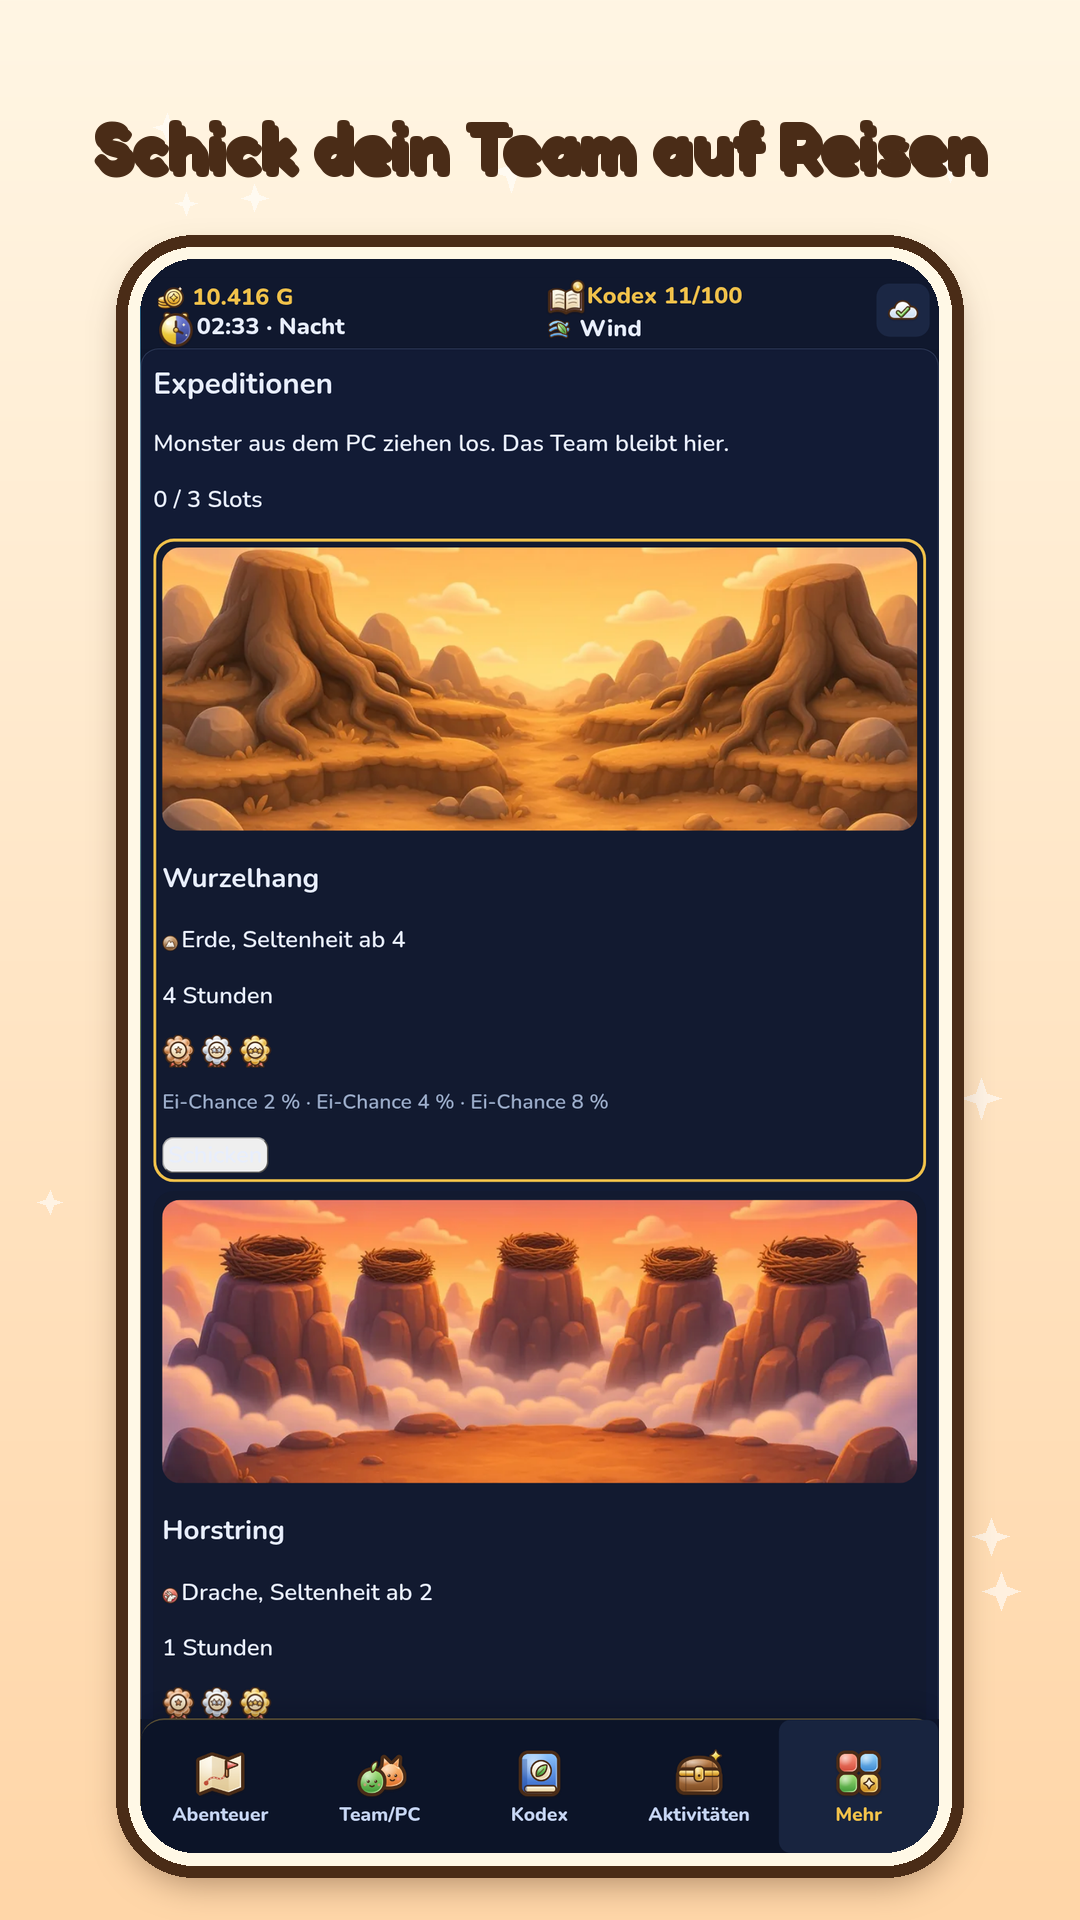 Schick dein Team auf Reisen
10.416 G
Kodex 11/100
02:33 · Nacht
Wind
Expeditionen
Monster aus dem PC ziehen los. Das Team bleibt hier.
0 / 3 Slots
Wurzelhang
Erde, Seltenheit ab 4
4 Stunden
Ei-Chance 2 % · Ei-Chance 4 % · Ei-Chance 8 %
Horstring
Drache, Seltenheit ab 2
1 Stunden
Abenteuer
Team/PC
Kodex
Aktivitäten
Mehr